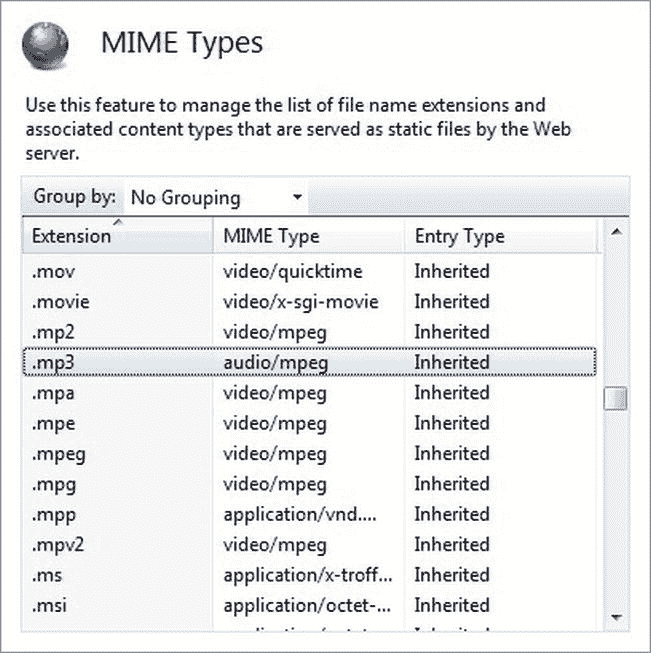 MIME Types
Use this feature to manage the list of file name extensions and
associated content types that are served as static files by the Web
server.
Group by: No Grouping
Extension MIME Type Entry Type
.mov video/quicktime Inherited
.movie video/x-sgi-movie Inherited
.mp2 video/mpeg Inherited
.mp3 audio/mpeg Inherited
.mpa video/mpeg Inherited
.mpe video/mpeg Inherited
.mpeg video/mpeg Inherited
.mpg video/mpeg Inherited
.mpp application/vnd.... Inherited
.mpv2 video/mpeg Inherited
.ms application/x-troff... Inherited
.msi application/octet-... Inherited